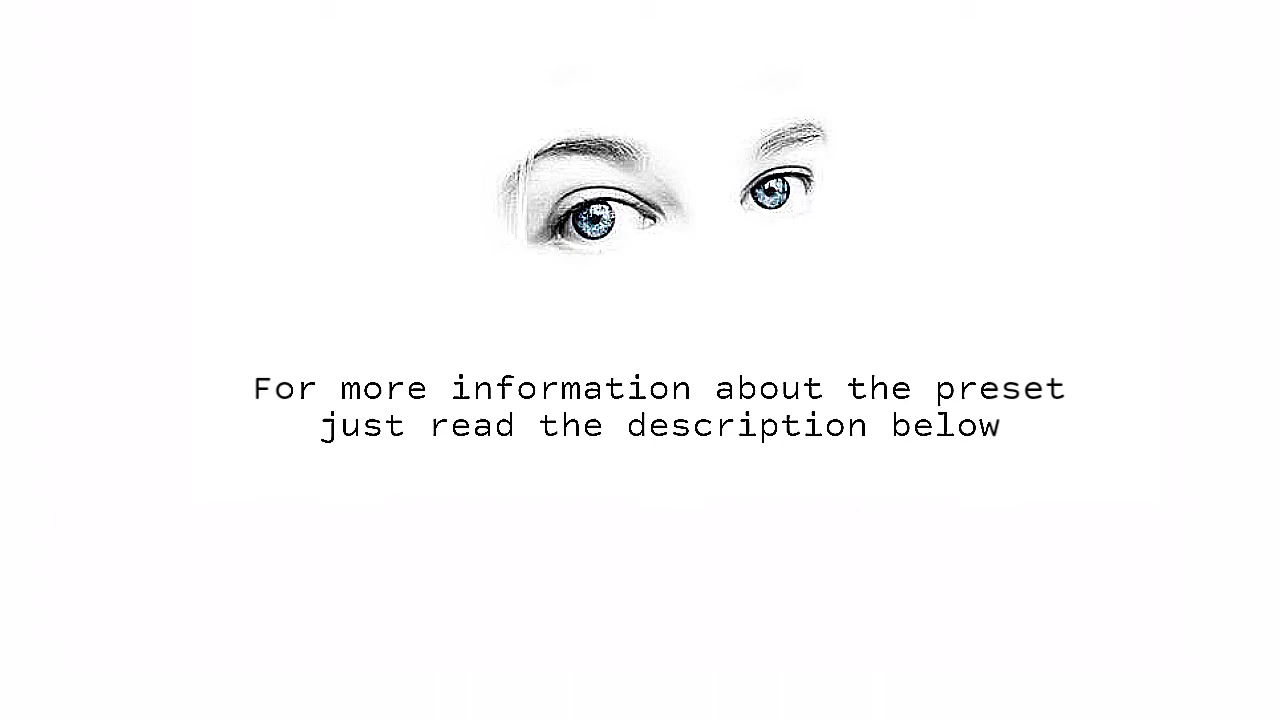 For more information about the preset
just read the description below